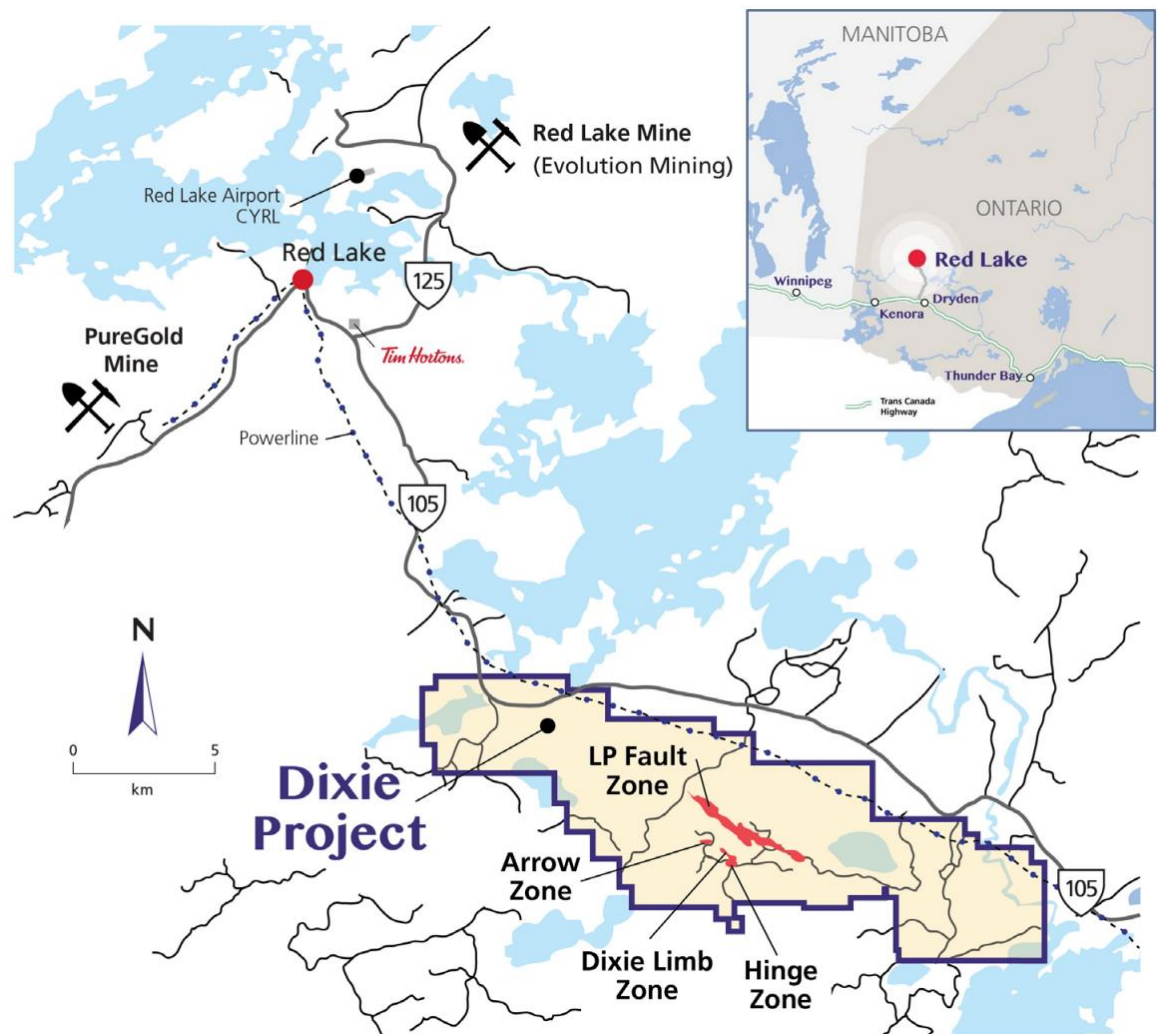 MANITOBA
ONTARIO
Red Lake
Winnipeg
Kenora
Dryden
Thunder Bay
Trans Canada
Highway
Red Lake Mine
(Evolution Mining)
Red Lake Airport
CYRL
Red Lake
125
Tim Hortons.
PureGold
Mine
Powerline
105
N
0
5
km
Dixie
Project
LP Fault
Zone
Arrow
Zone
Dixie Limb
Zone
Hinge
Zone
105